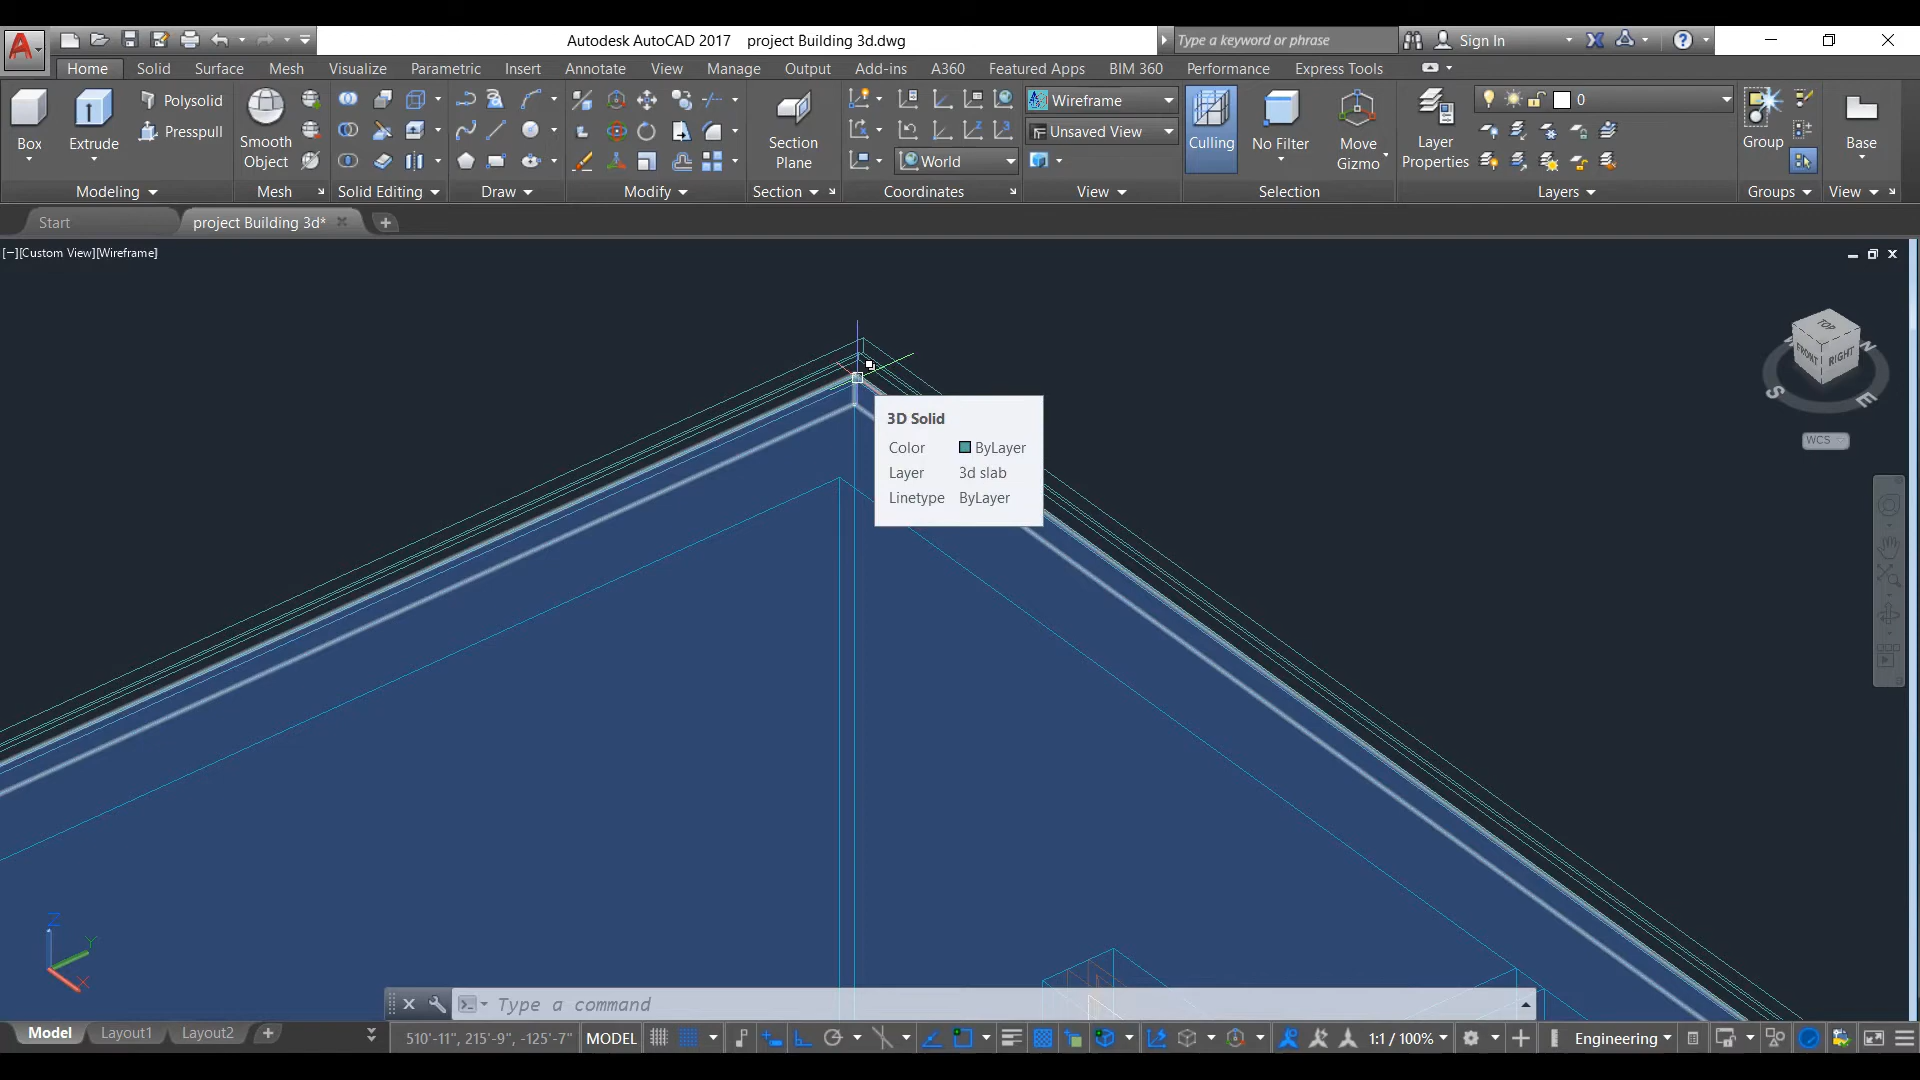 Autodesk AutoCAD 2017 project Building 3d.dwg
Type a keyword or phrase
Sign In
Home Solid Surface Mesh Visualize Parametric Insert Annotate View Manage Output Add-ins A360 Featured Apps BIM 360 Performance Express Tools
Box
Extrude
Polysolid
Presspull
Smooth
Object
Section
Plane
World
Wireframe
Unsaved View
Culling
No Filter
Move
Gizmo
Layer
Properties
0
Group
Base
Modeling Mesh Solid Editing Draw Modify Section Coordinates View Selection Layers Groups View
Start project Building 3d*
[−][Custom View][Wireframe]
TOP
FRONT
RIGHT
N
S
E
WCS
3D Solid
Color ByLayer
Layer 3d slab
Linetype ByLayer
Z
Y
X
Type a command
Model Layout1 Layout2
510'-11", 215'-9", -125'-7" MODEL 1:1 / 100% Engineering